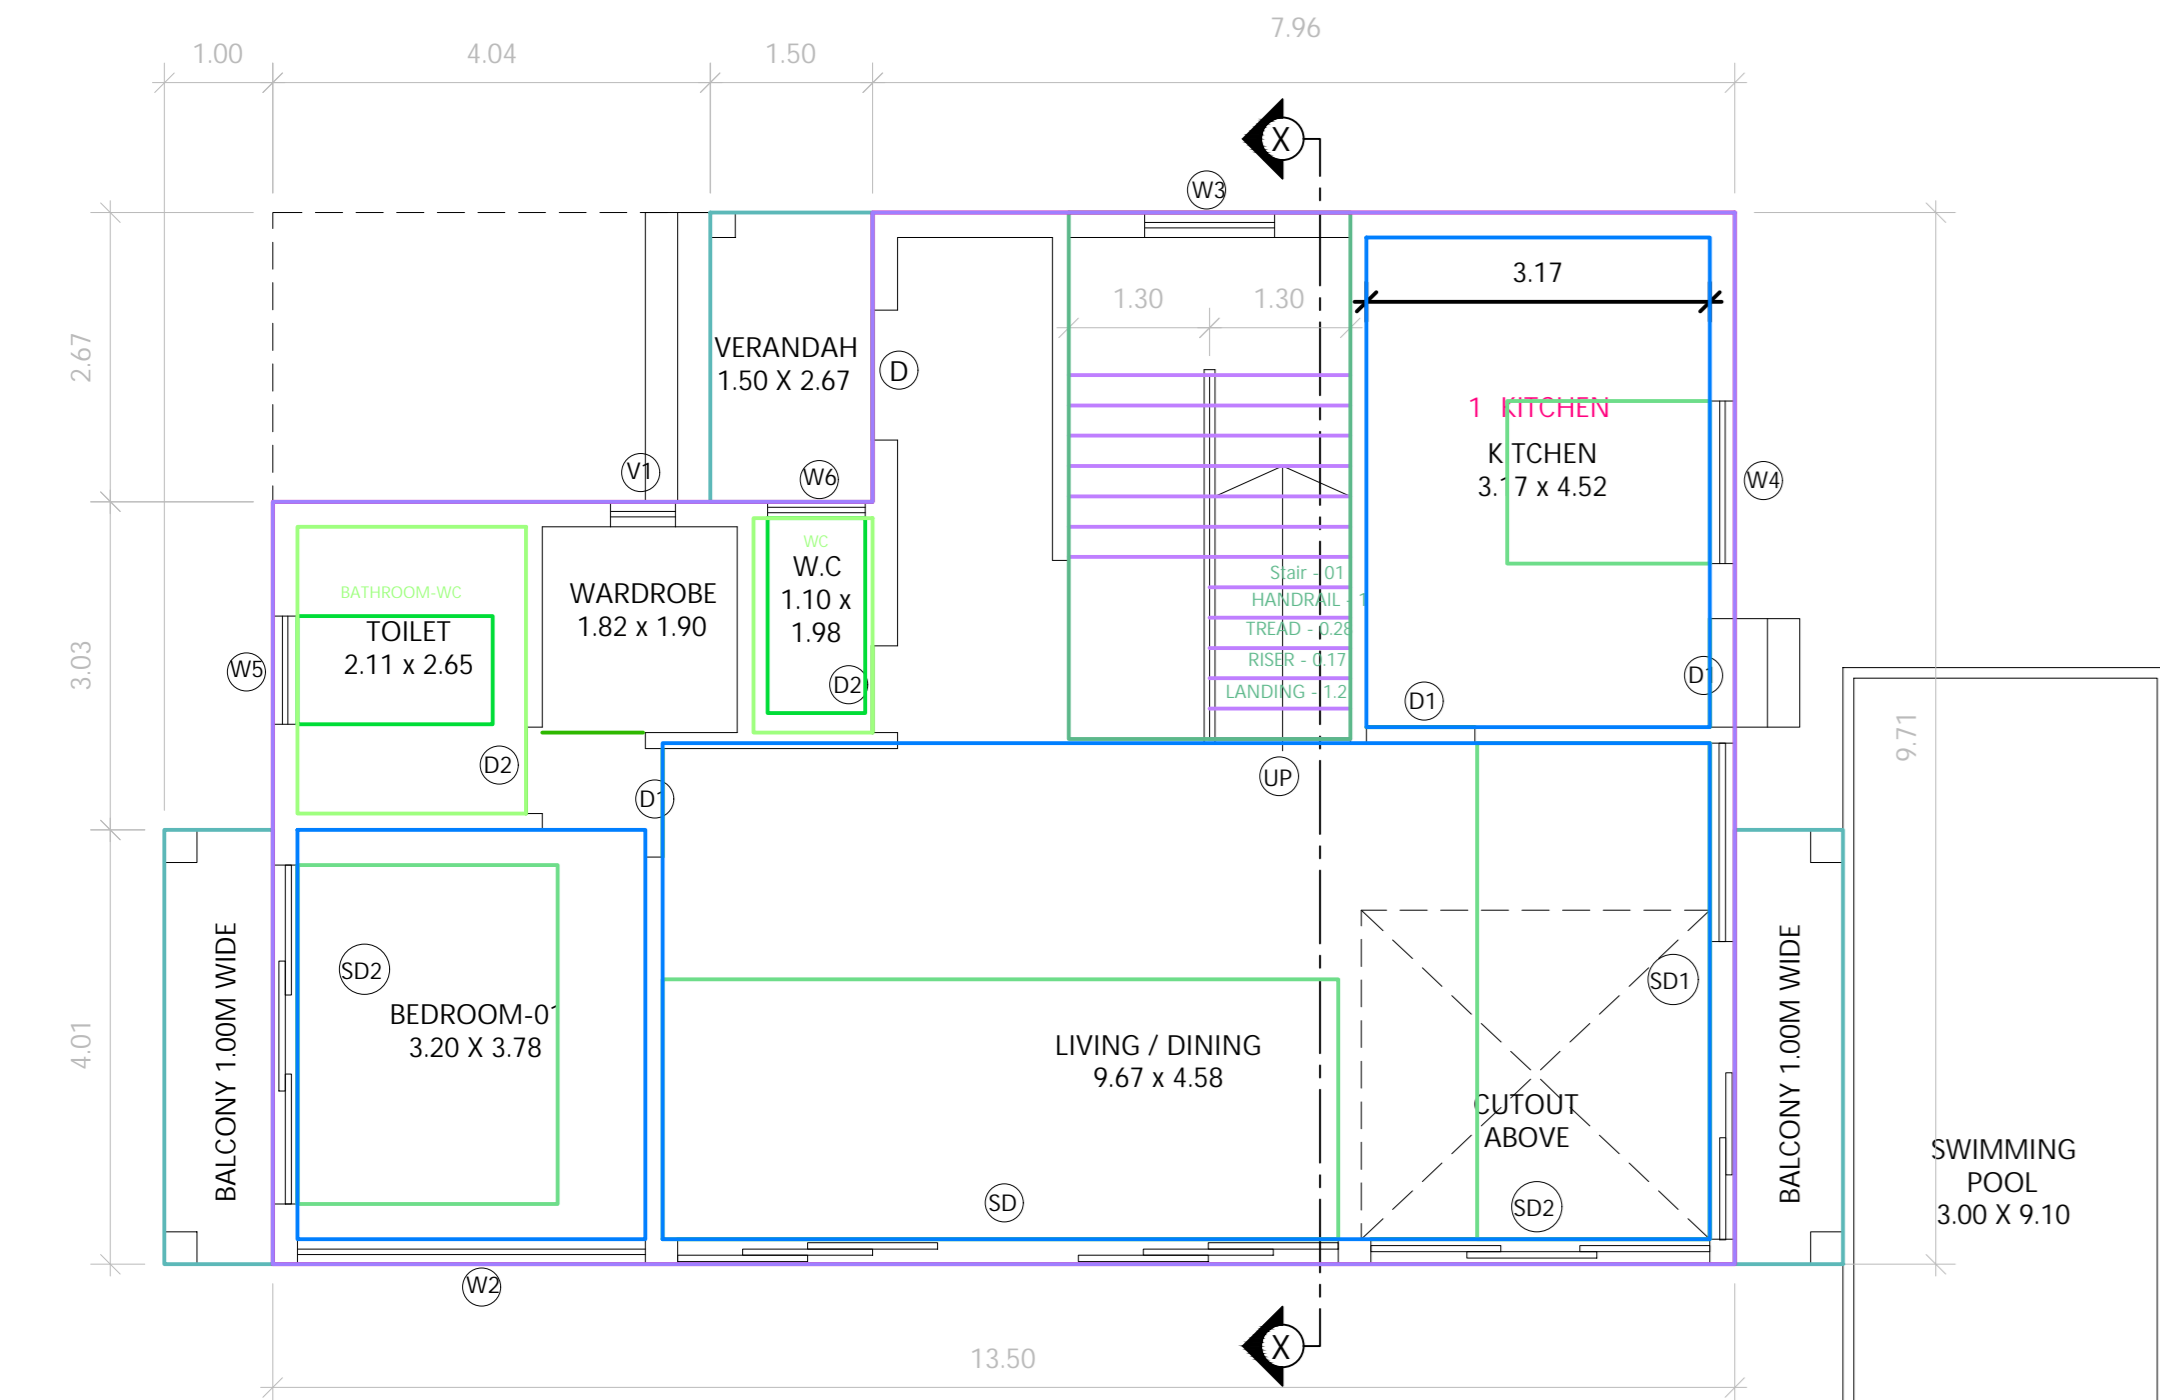 7.96
1.00
4.04
1.50
X
W3
3.17
1.30
1.30
VERANDAH
1.50 X 2.67
D
2.67
1 KITCHEN
KITCHEN
3.17 x 4.52
V1
W6
W4
WC
W.C
1.10 x
1.98
BATHROOM-WC
WARDROBE
1.82 x 1.90
TOILET
2.11 x 2.65
Stair - 01
HANDRAIL - 1
TREAD - 0.28
RISER - 0.17
LANDING - 1.2
3.03
W5
D2
D1
D1
9.71
D2
D1
UP
SD2
SD1
BALCONY 1.00M WIDE
BEDROOM-01
3.20 X 3.78
4.01
LIVING / DINING
9.67 x 4.58
CUTOUT
ABOVE
BALCONY 1.00M WIDE
SWIMMING
POOL
3.00 X 9.10
SD
SD2
W2
X
13.50